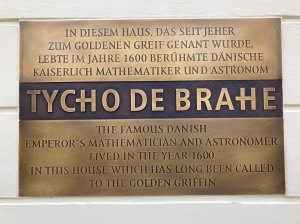 IN DIESEM HAUS, DAS SEIT JEHER
ZUM GOLDENEN GREIF GENANT WURDE,
LEBTE IM JAHRE 1600 BERÜHMTE DÄNISCHE
KAISERLICH MATHEMATIKER UND ASTRONOM
TYCHO DE BRAHE
THE FAMOUS DANISH
EMPEROR'S MATHEMATICIAN AND ASTRONOMER
LIVED IN THE YEAR 1600
IN THIS HOUSE WHICH HAS LONG BEEN CALLED
TO THE GOLDEN GRIFFIN